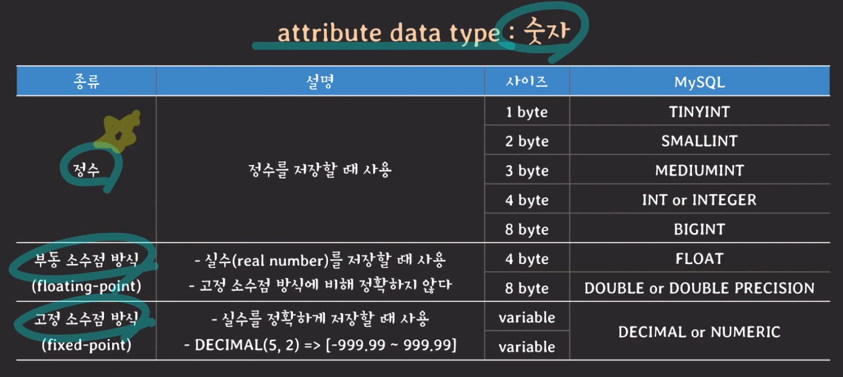 attribute data type : 숫자
종류 설명 사이즈 MySQL
정수 정수를 저장할 때 사용
1 byte TINYINT
2 byte SMALLINT
3 byte MEDIUMINT
4 byte INT or INTEGER
8 byte BIGINT
부동 소수점 방식 - 실수(real number)를 저장할 때 사용 4 byte FLOAT
(floating-point) - 고정 소수점 방식에 비해 정확하지 않다 8 byte DOUBLE or DOUBLE PRECISION
고정 소수점 방식 - 실수를 정확하게 저장할 때 사용 variable DECIMAL or NUMERIC
(fixed-point) - DECIMAL(5, 2) => [-999.99 ~ 999.99] variable